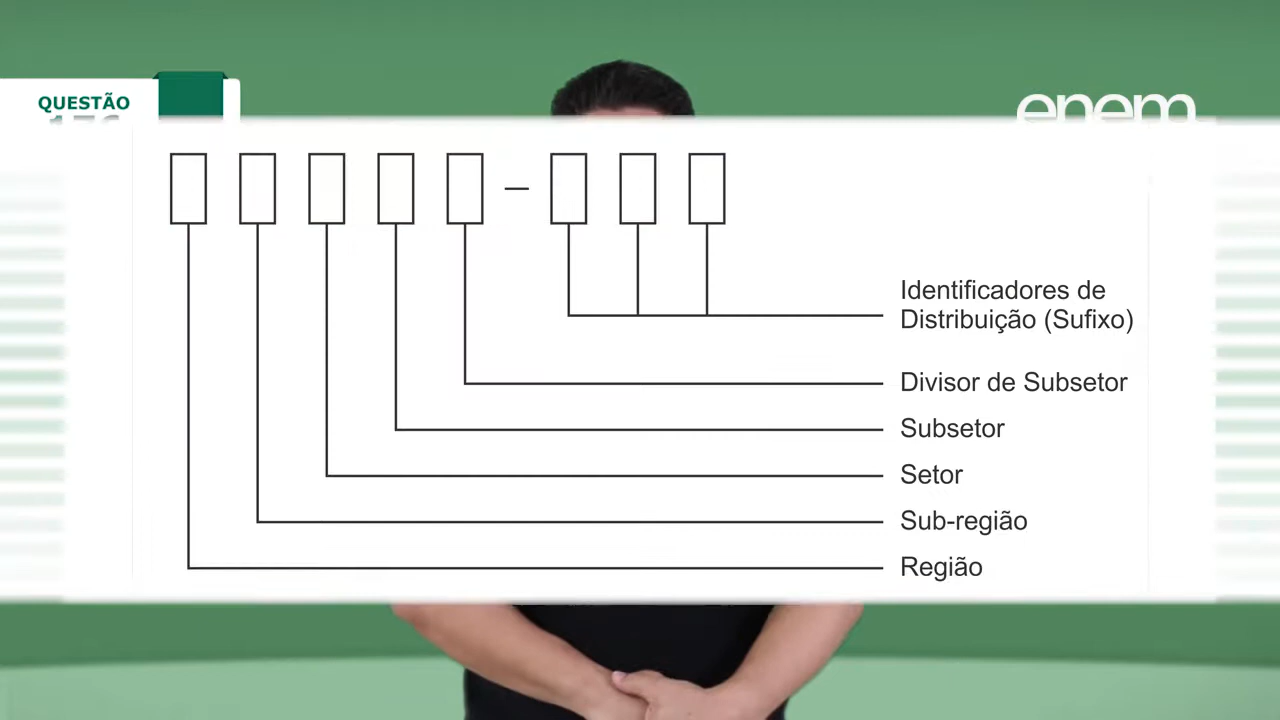 QUESTÃO
enem
Identificadores de
Distribuição (Sufixo)
Divisor de Subsetor
Subsetor
Setor
Sub-região
Região